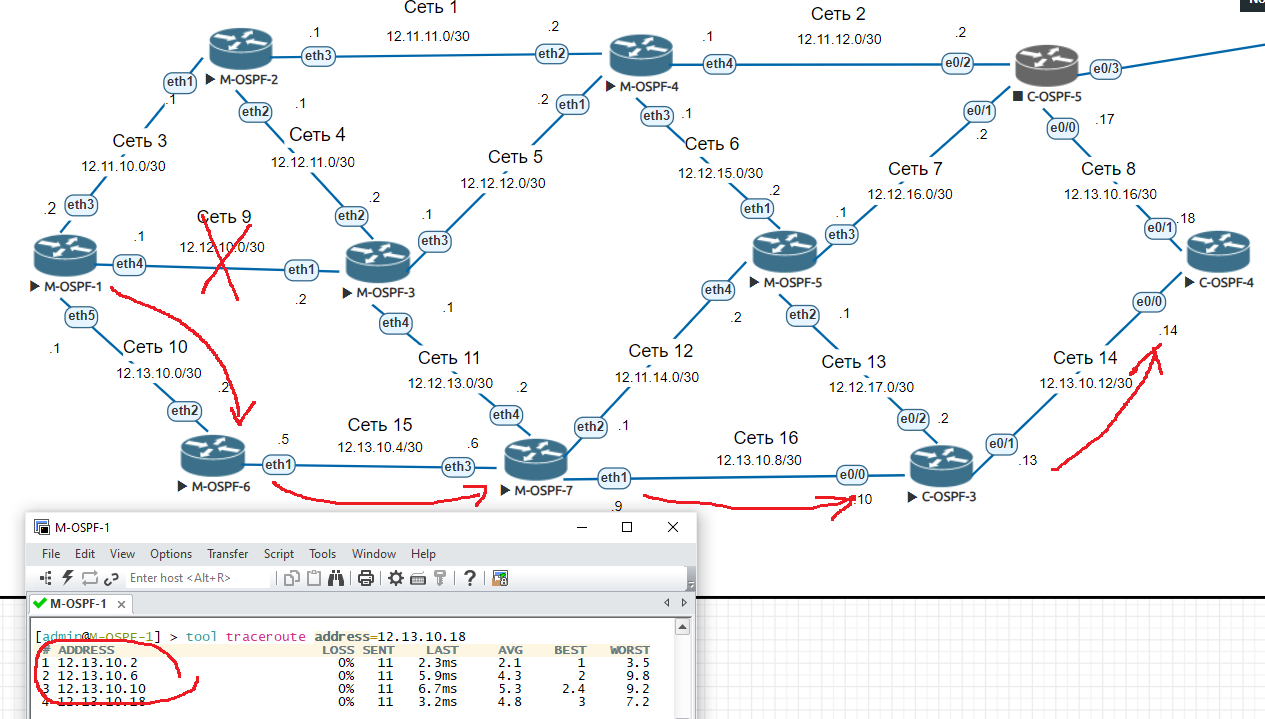 Сеть 1
12.11.11.0/30
Сеть 2
12.11.12.0/30
.1
eth3
.2
eth2
.1
eth4
.2
e0/2
e0/3
M-OSPF-2
M-OSPF-4
C-OSPF-5
eth1
.1
eth2
.1
.2
eth1
eth3
.1
e0/1
.2
e0/0
.17
Сеть 3
12.11.10.0/30
Сеть 4
12.12.11.0/30
Сеть 5
12.12.12.0/30
Сеть 6
12.12.15.0/30
Сеть 7
12.12.16.0/30
Сеть 8
12.13.10.16/30
.2
eth3
Сеть 9
12.12.10.0/30
.2
eth2
.1
eth3
.2
eth1
.1
eth3
.18
e0/1
.1
eth4
eth1
.2
M-OSPF-1
M-OSPF-3
M-OSPF-5
C-OSPF-4
eth5
.1
eth4
.1
eth4
.2
eth2
.1
e0/0
.14
Сеть 10
12.13.10.0/30
Сеть 11
12.12.13.0/30
Сеть 12
12.11.14.0/30
Сеть 13
12.12.17.0/30
Сеть 14
12.13.10.12/30
.2
eth2
.2
eth4
eth2
.1
e0/2
.2
Сеть 15
12.13.10.4/30
Сеть 16
12.13.10.8/30
.5
eth1
.6
eth3
eth1
.9
e0/0
10
e0/1
.13
M-OSPF-6
M-OSPF-7
C-OSPF-3
M-OSPF-1
File Edit View Options Transfer Script Tools Window Help
Enter host <Alt+R>
M-OSPF-1
[admin@M-OSPF-1] > tool traceroute address=12.13.10.18
# ADDRESS LOSS SENT LAST AVG BEST WORST
1 12.13.10.2 0% 11 2.3ms 2.1 1 3.5
2 12.13.10.6 0% 11 5.9ms 4.3 2 9.8
3 12.13.10.10 0% 11 6.7ms 5.3 2.4 9.2
4 12.13.10.18 0% 11 3.2ms 4.8 3 7.2